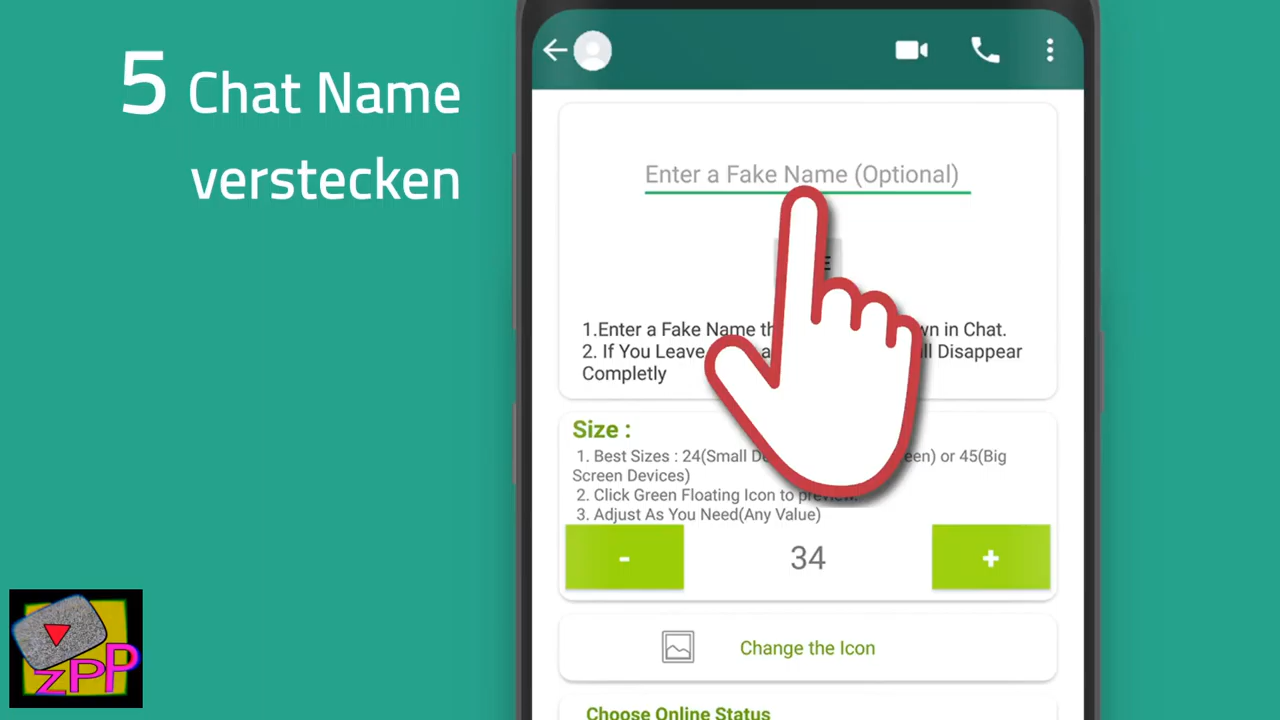 5 Chat Name
verstecken
Enter a Fake Name (Optional)
1.Enter a Fake Name th wn in Chat.
2. If You Leave ll Disappear
Completly
Size :
1. Best Sizes : 24(Small D een) or 45(Big
Screen Devices)
2. Click Green Floating Icon to preview.
3. Adjust As You Need(Any Value)
- 34 +
Change the Icon
Choose Online Status
ZPP